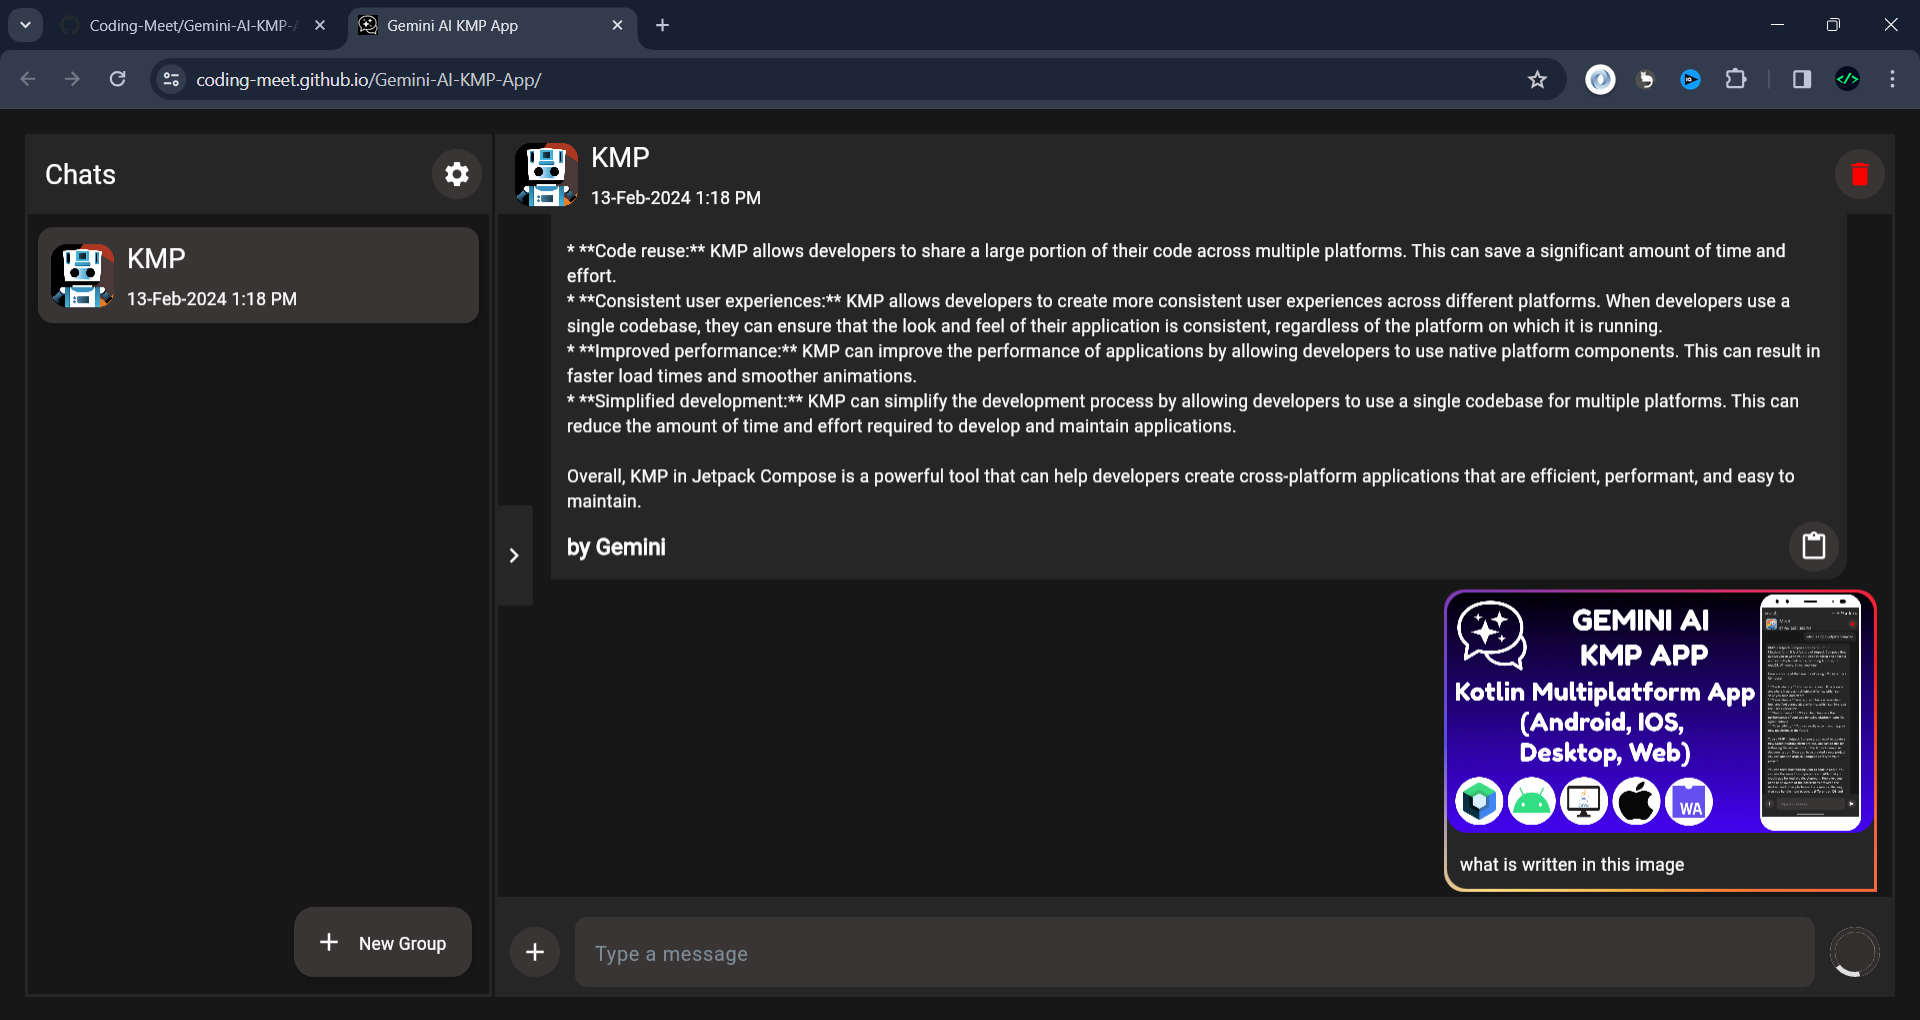 Coding-Meet/Gemini-AI-KMP-
Gemini AI KMP App
coding-meet.github.io/Gemini-AI-KMP-App/
Chats
KMP
13-Feb-2024 1:18 PM
New Group
KMP
13-Feb-2024 1:18 PM
* **Code reuse:** KMP allows developers to share a large portion of their code across multiple platforms. This can save a significant amount of time and
effort.
* **Consistent user experiences:** KMP allows developers to create more consistent user experiences across different platforms. When developers use a
single codebase, they can ensure that the look and feel of their application is consistent, regardless of the platform on which it is running.
* **Improved performance:** KMP can improve the performance of applications by allowing developers to use native platform components. This can result in
faster load times and smoother animations.
* **Simplified development:** KMP can simplify the development process by allowing developers to use a single codebase for multiple platforms. This can
reduce the amount of time and effort required to develop and maintain applications.
Overall, KMP in Jetpack Compose is a powerful tool that can help developers create cross-platform applications that are efficient, performant, and easy to
maintain.
by Gemini
GEMINI AI
KMP APP
Kotlin Multiplatform App
(Android, IOS,
Desktop, Web)
WA
what is written in this image
Type a message